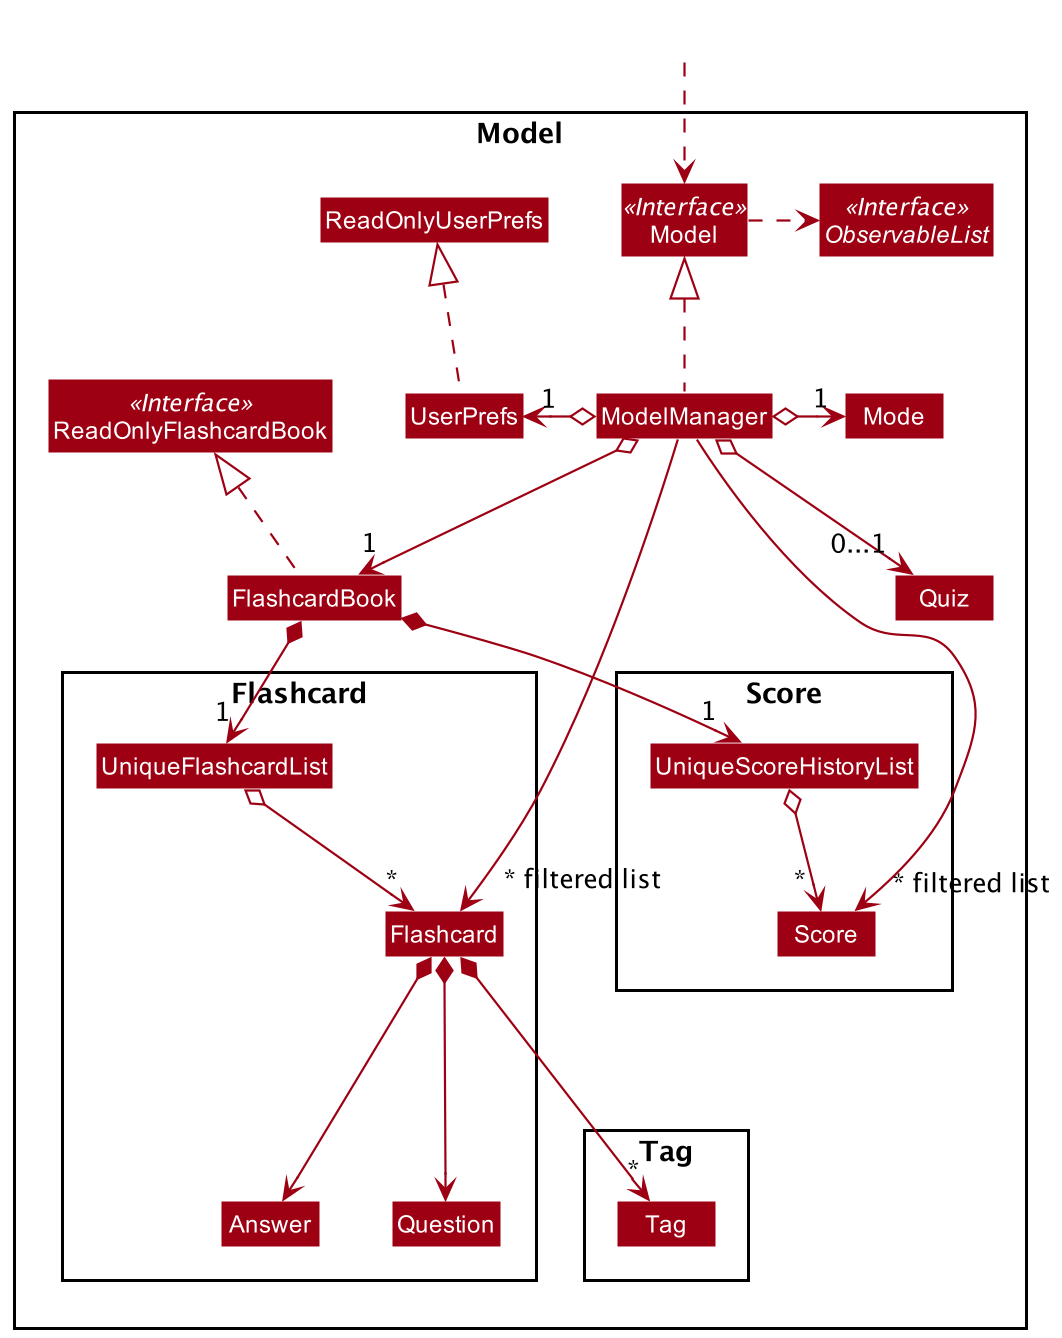 Model
ReadOnlyUserPrefs
«Interface»
Model
«Interface»
ObservableList
«Interface»
ReadOnlyFlashcardBook
UserPrefs
1
ModelManager
1
Mode
1
0...1
FlashcardBook
Quiz
Flashcard
Score
1
1
UniqueFlashcardList
UniqueScoreHistoryList
*
* filtered list
*
* filtered list
Flashcard
Score
Tag
*
Answer
Question
Tag